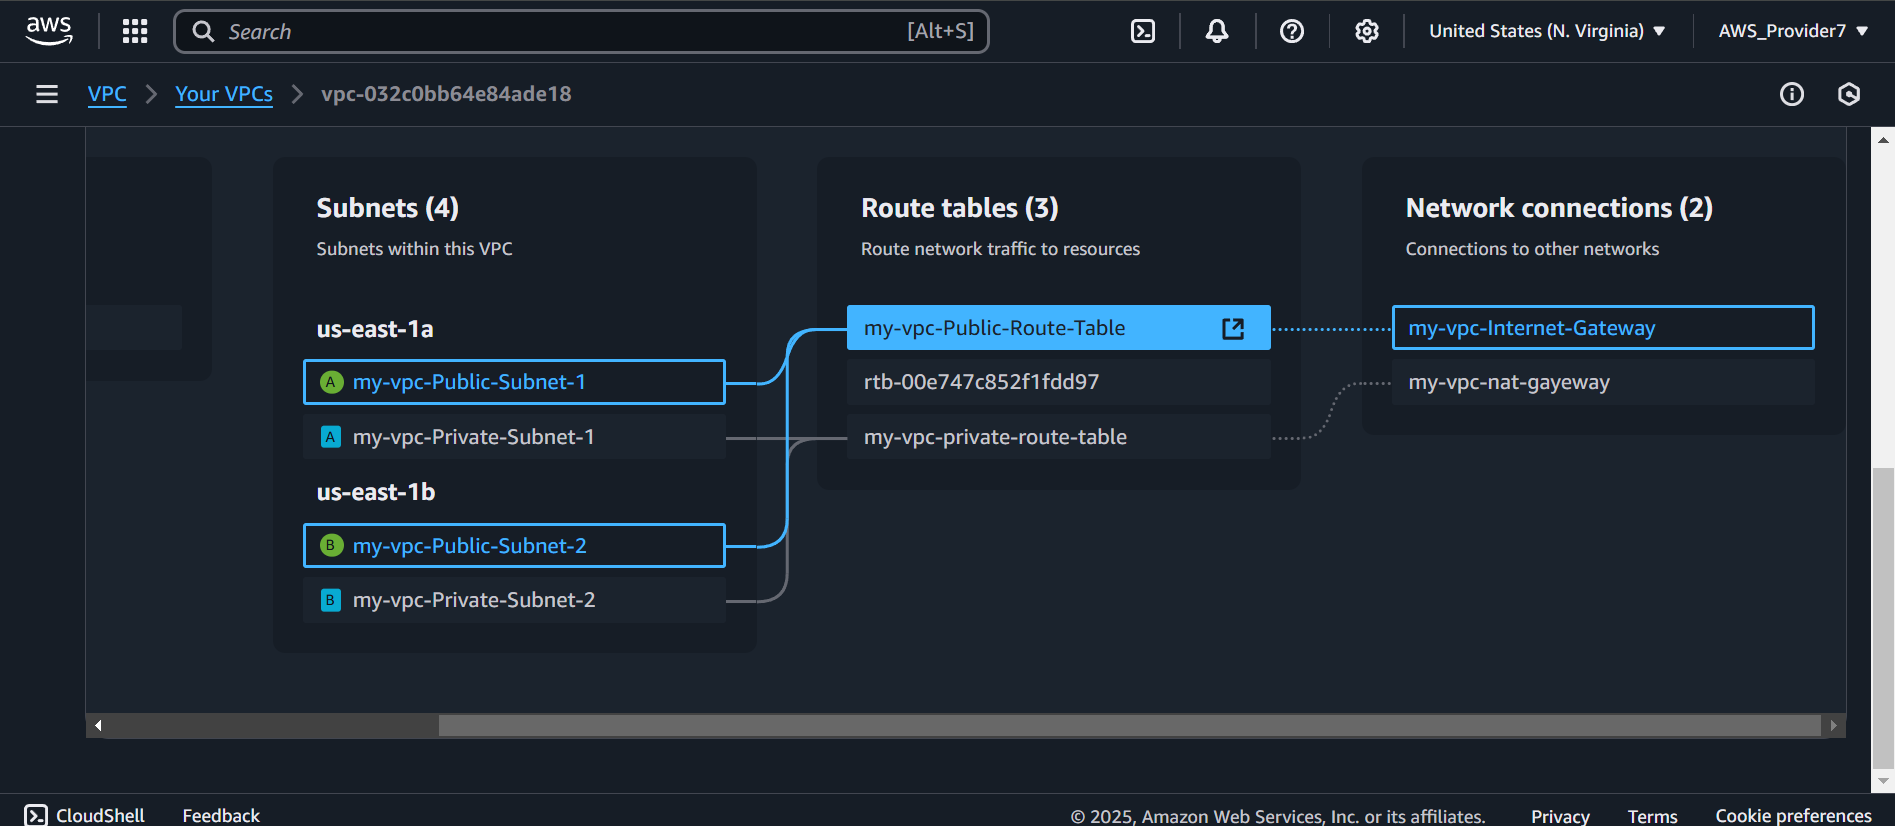 aws
Search
[Alt+S]
United States (N. Virginia)
AWS_Provider7
VPC
Your VPCs
vpc-032c0bb64e84ade18
Subnets (4)
Subnets within this VPC
us-east-1a
A my-vpc-Public-Subnet-1
A my-vpc-Private-Subnet-1
us-east-1b
B my-vpc-Public-Subnet-2
B my-vpc-Private-Subnet-2
Route tables (3)
Route network traffic to resources
my-vpc-Public-Route-Table
rtb-00e747c852f1fdd97
my-vpc-private-route-table
Network connections (2)
Connections to other networks
my-vpc-Internet-Gateway
my-vpc-nat-gayeway
CloudShell
Feedback
© 2025, Amazon Web Services, Inc. or its affiliates.
Privacy
Terms
Cookie preferences